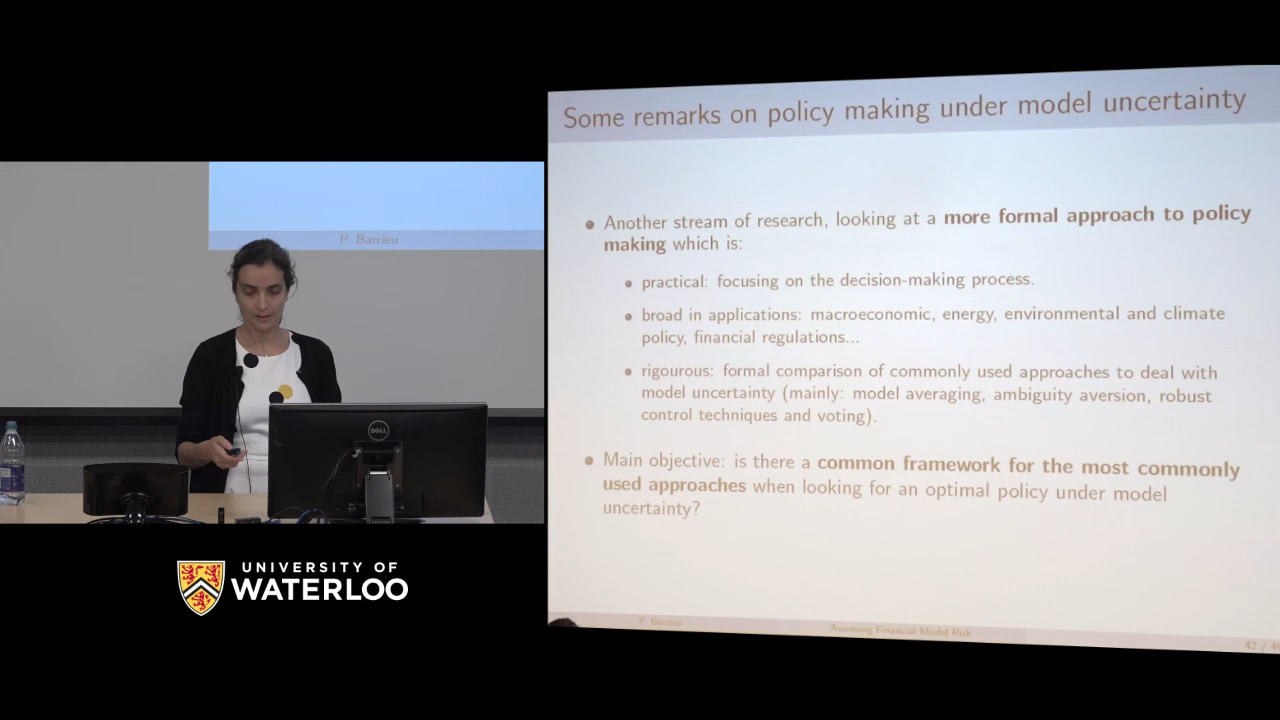 P. Barrieu
DELL
UNIVERSITY OF
WATERLOO
Some remarks on policy making under model uncertainty
Another stream of research, looking at a more formal approach to policy
making which is:
practical: focusing on the decision-making process.
broad in applications: macroeconomic, energy, environmental and climate
policy, financial regulations...
rigourous: formal comparison of commonly used approaches to deal with
model uncertainty (mainly: model averaging, ambiguity aversion, robust
control techniques and voting).
Main objective: is there a common framework for the most commonly
used approaches when looking for an optimal policy under model
uncertainty?
P. Barrieu
Assessing Financial Model Risk
42 /